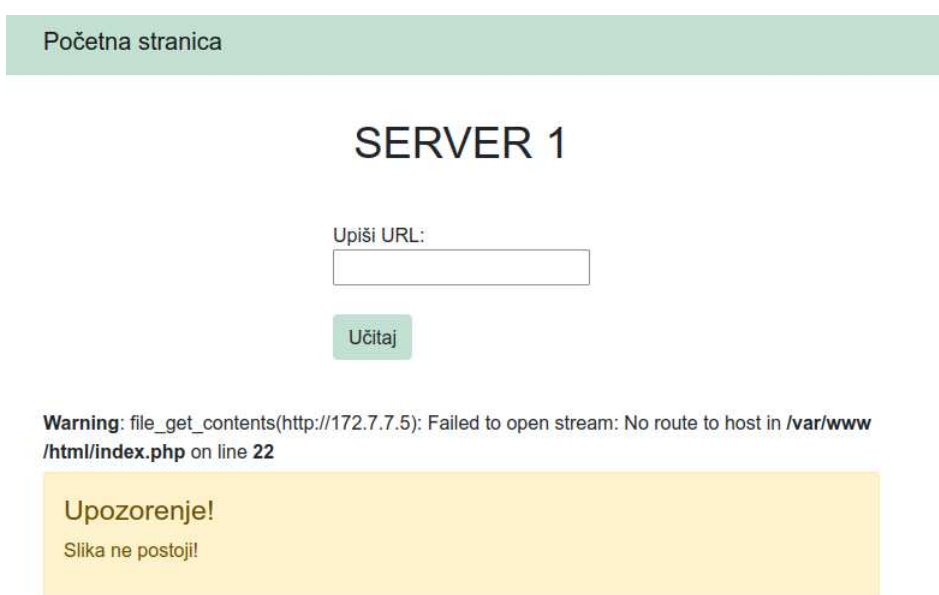 Početna stranica
SERVER 1
Upiši URL:
Učitaj
Warning: file_get_contents(http://172.7.7.5): Failed to open stream: No route to host in /var/www
/html/index.php on line 22
Upozorenje!
Slika ne postoji!